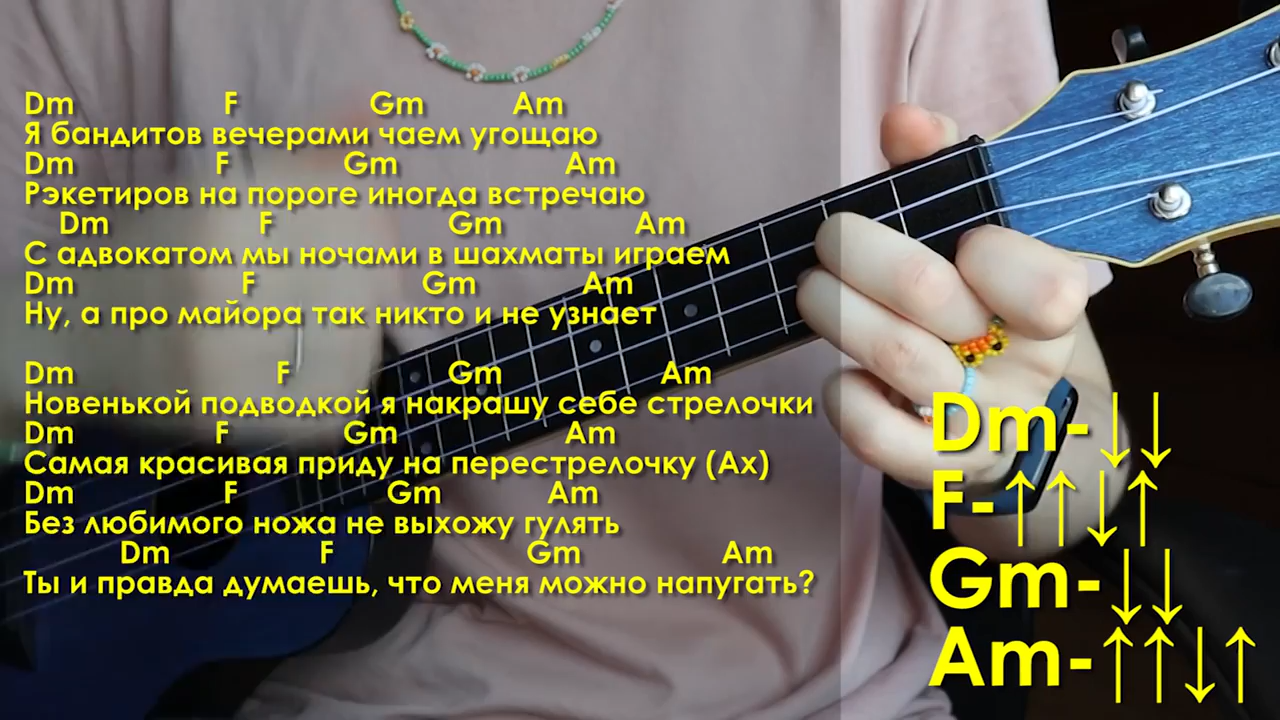 Dm F Gm Am
Я бандитов вечерами чаем угощаю
Dm F Gm Am
Рэкетиров на пороге иногда встречаю
Dm F Gm Am
С адвокатом мы ночами в шахматы играем
Dm F Gm Am
Ну, а про майора так никто и не узнает
Dm F Gm Am
Новенькой подводкой я накрашу себе стрелочки
Dm F Gm Am
Самая красивая приду на перестрелочку (Ах)
Dm F Gm Am
Без любимого ножа не выхожу гулять
Dm F Gm Am
Ты и правда думаешь, что меня можно напугать?
Dm-↓↓
F-↑↑↓↑
Gm-↓↓
Am-↑↑↓↑